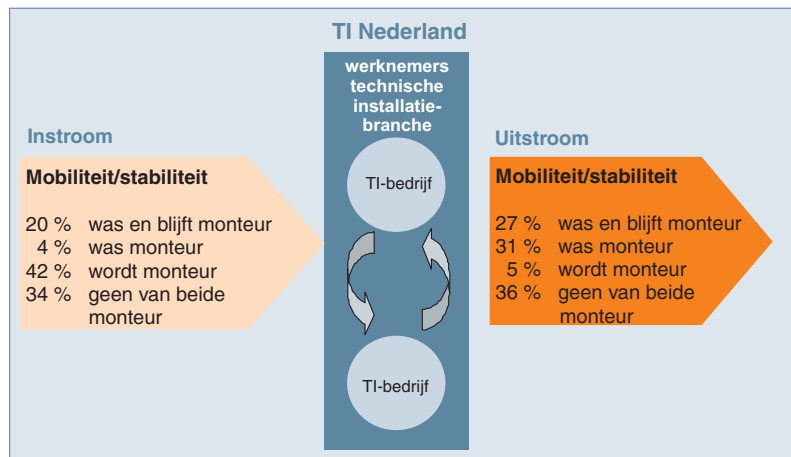 TI Nederland
werknemers
technische
installatie-
branche
Instroom
Mobiliteit/stabiliteit
20 % was en blijft monteur
4 % was monteur
42 % wordt monteur
34 % geen van beide
monteur
TI-bedrijf
TI-bedrijf
Uitstroom
Mobiliteit/stabiliteit
27 % was en blijft monteur
31 % was monteur
5 % wordt monteur
36 % geen van beide
monteur